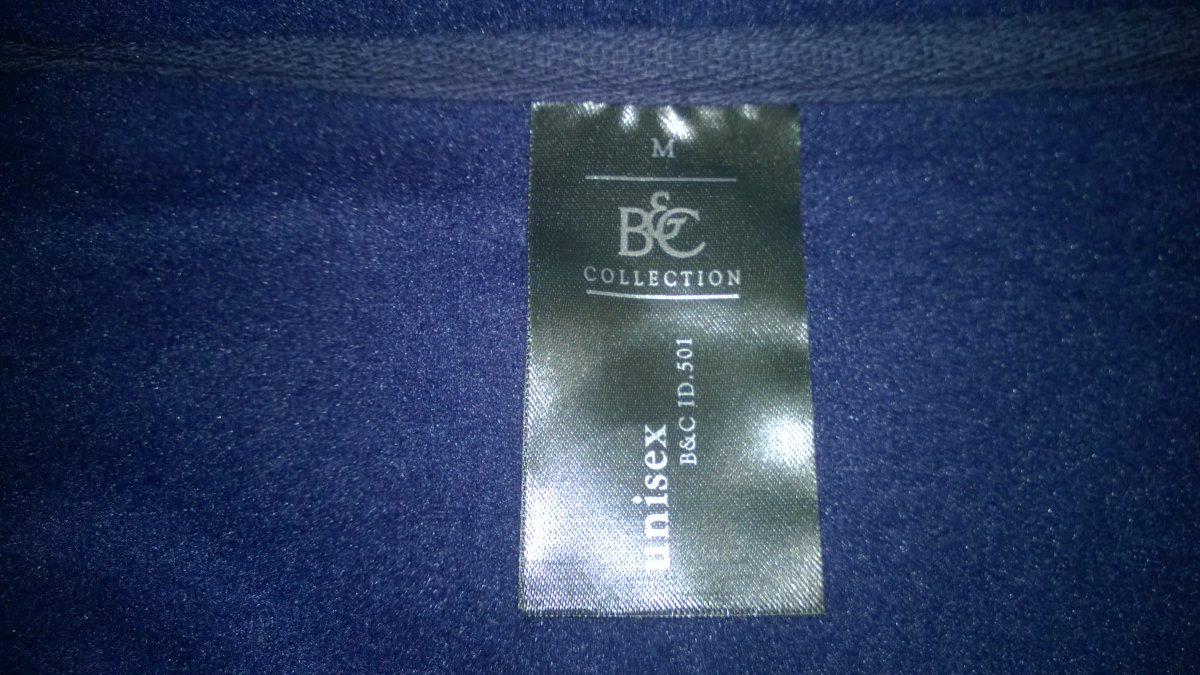 M
B&C
COLLECTION
unisex
B&C ID.501